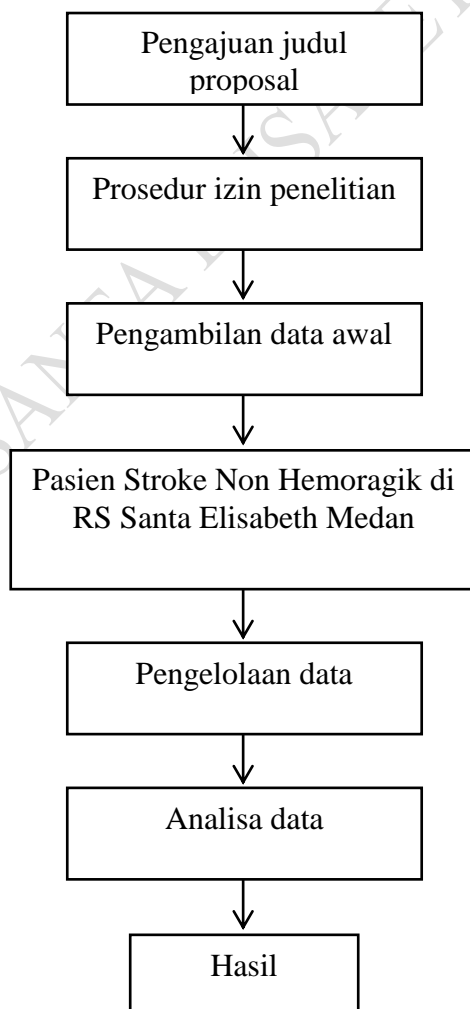 Pengajuan judul
proposal
Prosedur izin penelitian
Pengambilan data awal
Pasien Stroke Non Hemoragik di
RS Santa Elisabeth Medan
Pengelolaan data
Analisa data
Hasil